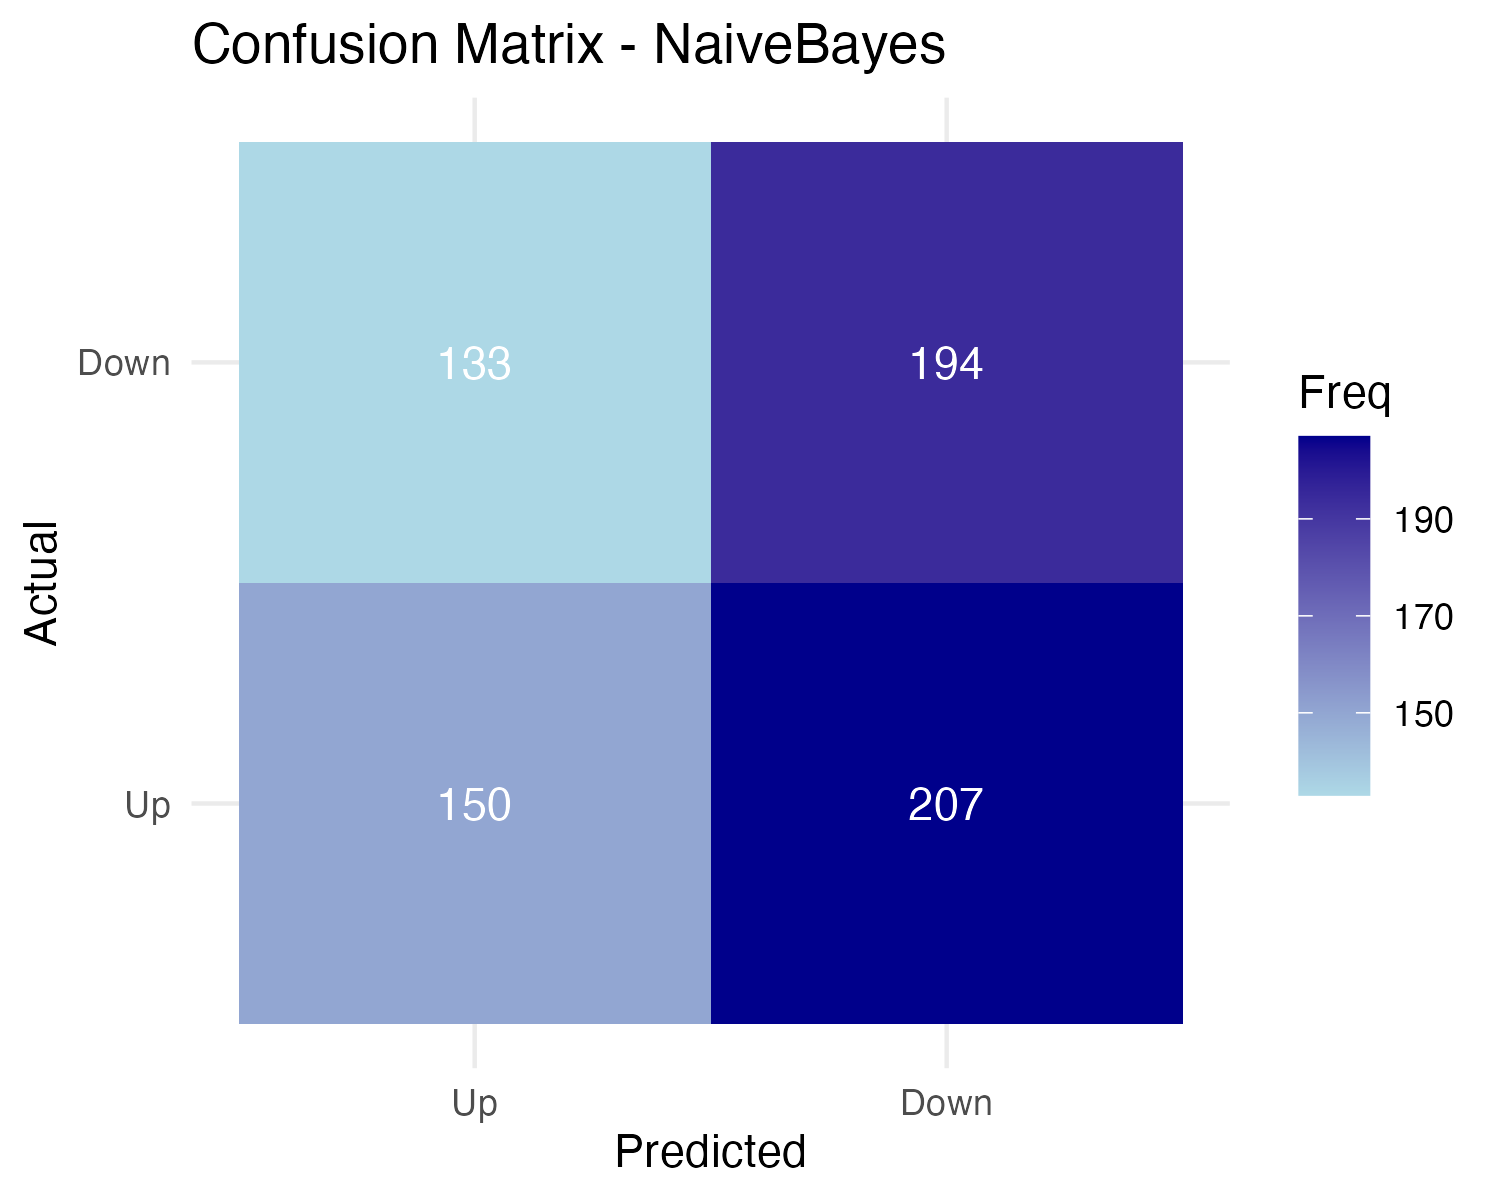 Confusion Matrix - NaiveBayes
Actual
Down
133
194
Up
150
207
Up
Down
Predicted
Freq
190
170
150